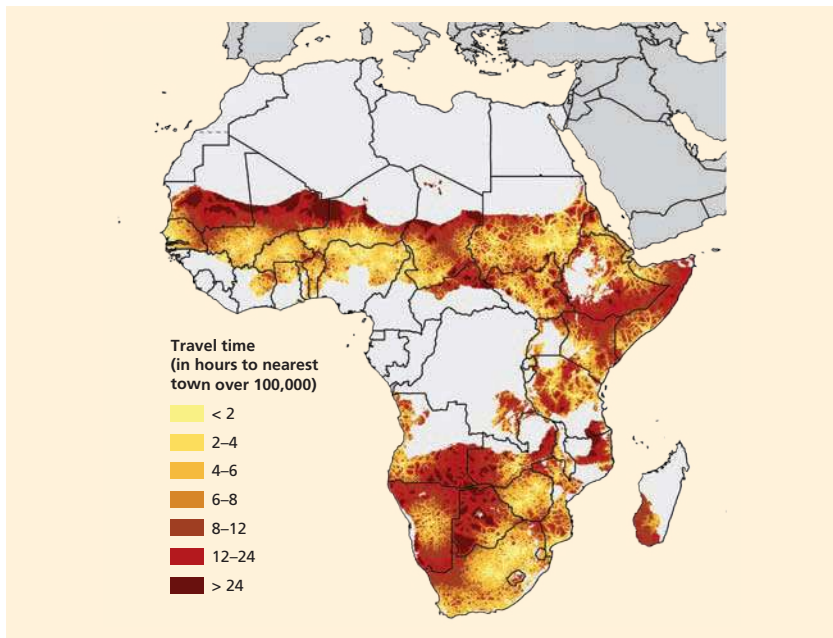 Travel time
(in hours to nearest
town over 100,000)
< 2
2–4
4–6
6–8
8–12
12–24
> 24